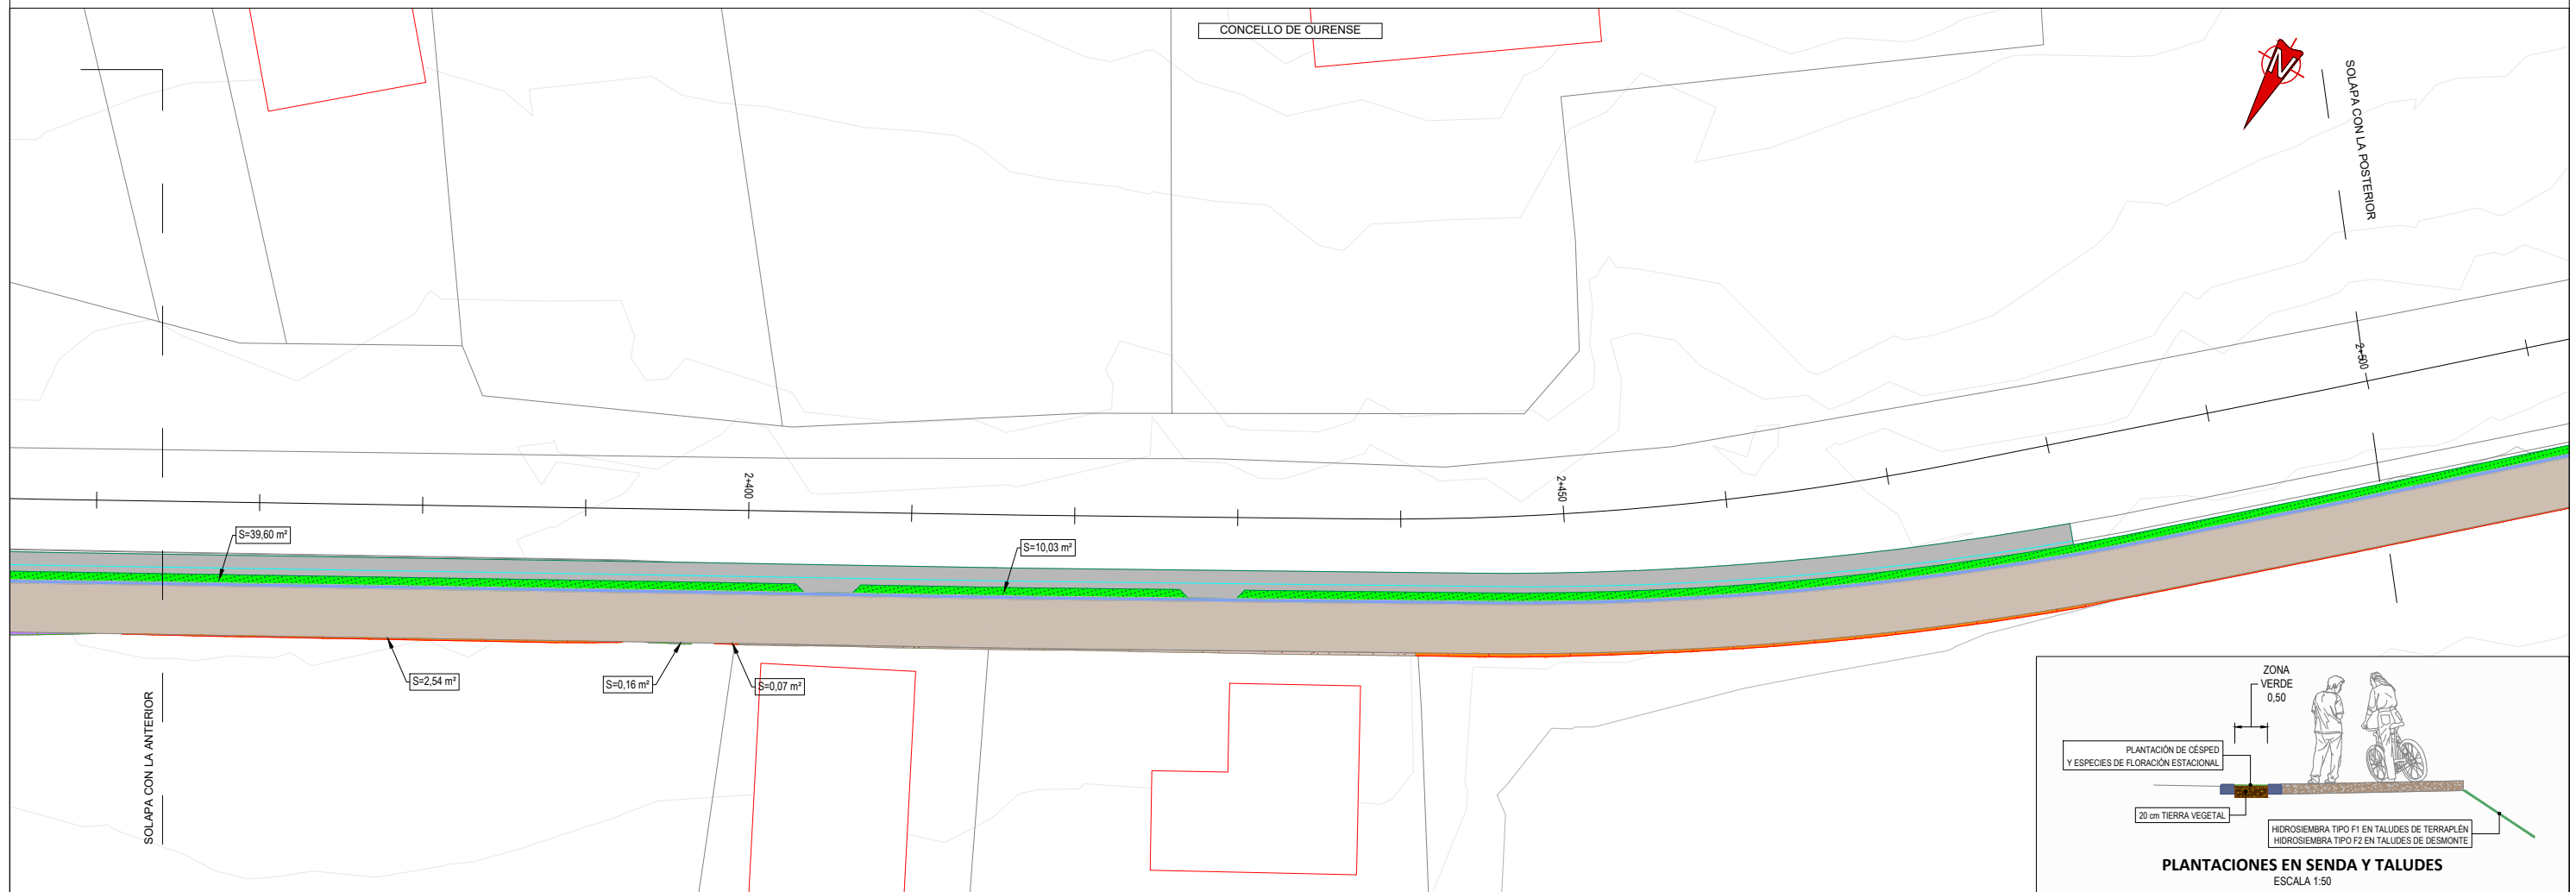 CONCELLO DE OURENSE
N
SOLAPA CON LA POSTERIOR
2+500
2+400
2+450
S=39,60 m²
S=10,03 m²
S=2,54 m²
S=0,16 m²
S=0,07 m²
SOLAPA CON LA ANTERIOR
ZONA
VERDE
0,50
PLANTACIÓN DE CÉSPED
Y ESPECIES DE FLORACIÓN ESTACIONAL
20 cm TIERRA VEGETAL
HIDROSIEMBRA TIPO F1 EN TALUDES DE TERRAPLÉN
HIDROSIEMBRA TIPO F2 EN TALUDES DE DESMONTE
PLANTACIONES EN SENDA Y TALUDES
ESCALA 1:50